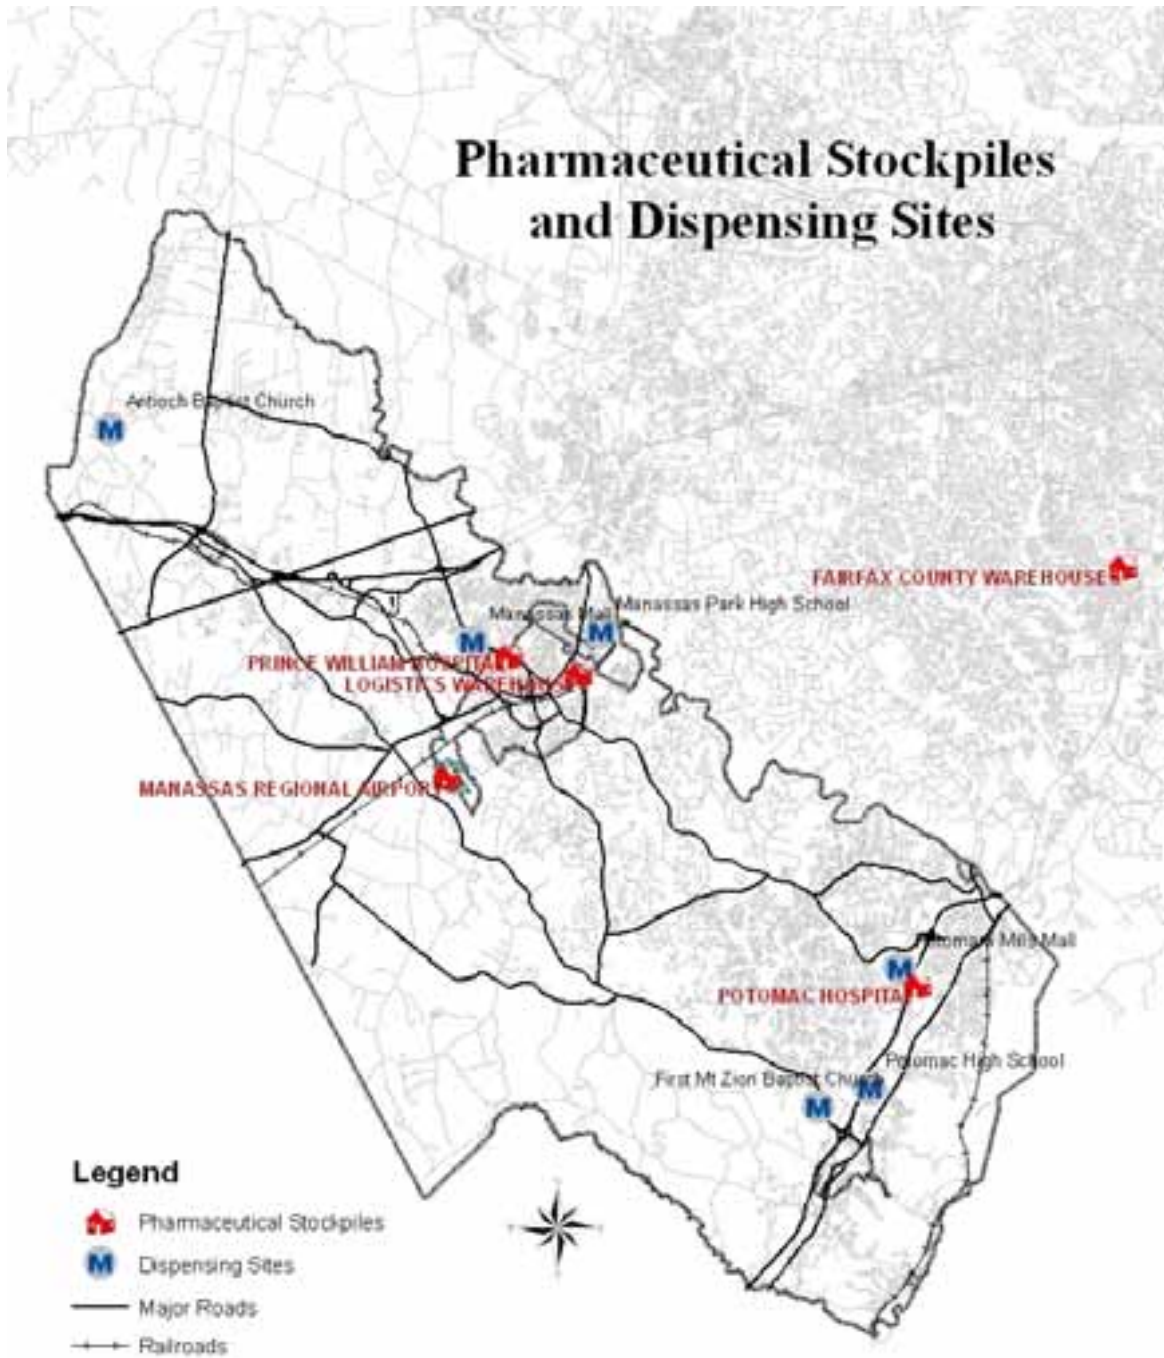 Pharmaceutical Stockpiles
and Dispensing Sites
Antioch Baptist Church
FAIRFAX COUNTY WAREHOUSE
Manassas Mall
Manassas Park High School
PRINCE WILLIAM HOSPITAL
LOGISTICS WAREHOUSE
MANASSAS REGIONAL AIRPORT
Potomac Mills Mall
POTOMAC HOSPITAL
Potomac High School
First Mt Zion Baptist Church
Legend
Pharmaceutical Stockpiles
M Dispensing Sites
Major Roads
Railroads